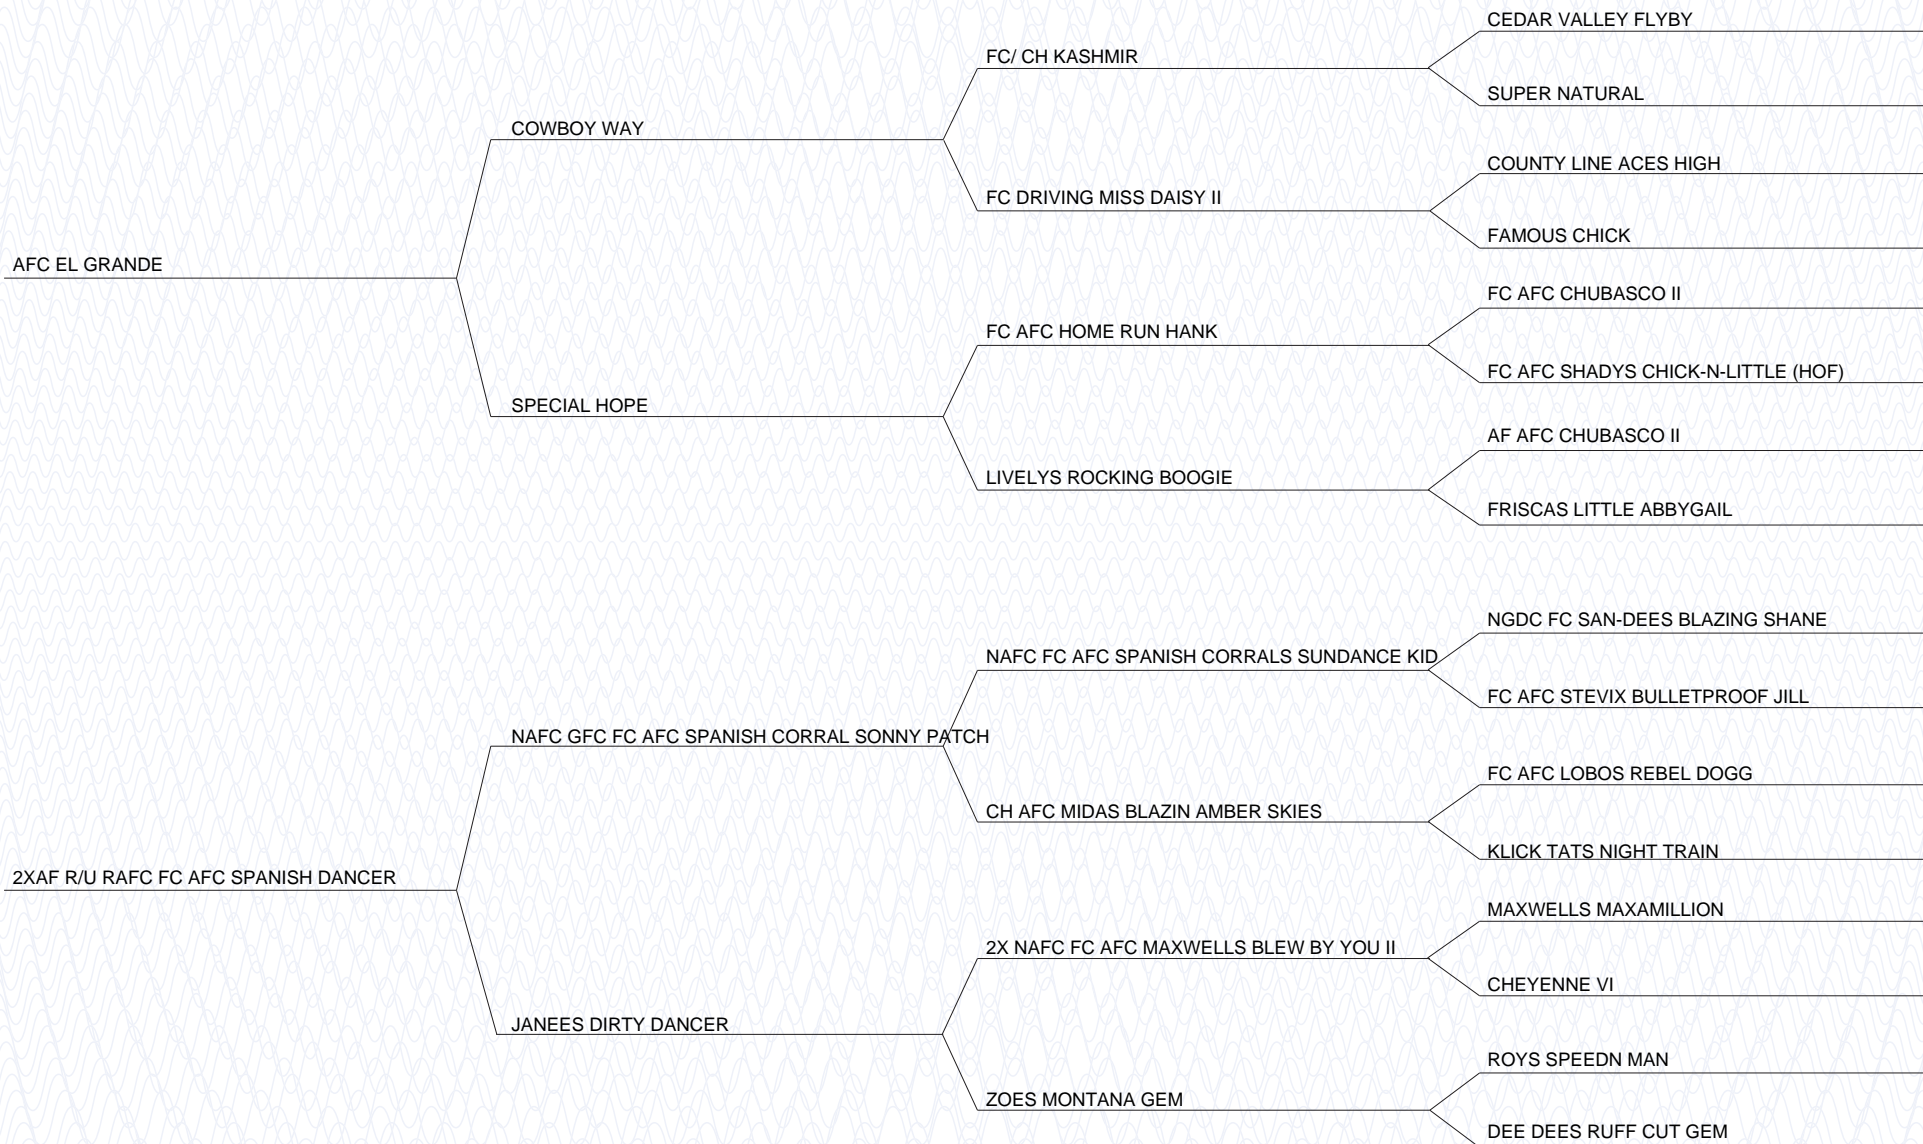 CEDAR VALLEY FLYBY
FC/ CH KASHMIR
SUPER NATURAL
COWBOY WAY
COUNTY LINE ACES HIGH
FC DRIVING MISS DAISY II
FAMOUS CHICK
AFC EL GRANDE
FC AFC CHUBASCO II
FC AFC HOME RUN HANK
FC AFC SHADYS CHICK-N-LITTLE (HOF)
SPECIAL HOPE
AF AFC CHUBASCO II
LIVELYS ROCKING BOOGIE
FRISCAS LITTLE ABBYGAIL
NGDC FC SAN-DEES BLAZING SHANE
NAFC FC AFC SPANISH CORRALS SUNDANCE KID
FC AFC STEVIX BULLETPROOF JILL
NAFC GFC FC AFC SPANISH CORRAL SONNY PATCH
FC AFC LOBOS REBEL DOGG
CH AFC MIDAS BLAZIN AMBER SKIES
KLICK TATS NIGHT TRAIN
2XAF R/U RAFC FC AFC SPANISH DANCER
MAXWELLS MAXAMILLION
2X NAFC FC AFC MAXWELLS BLEW BY YOU II
CHEYENNE VI
JANEES DIRTY DANCER
ROYS SPEEDN MAN
ZOES MONTANA GEM
DEE DEES RUFF CUT GEM